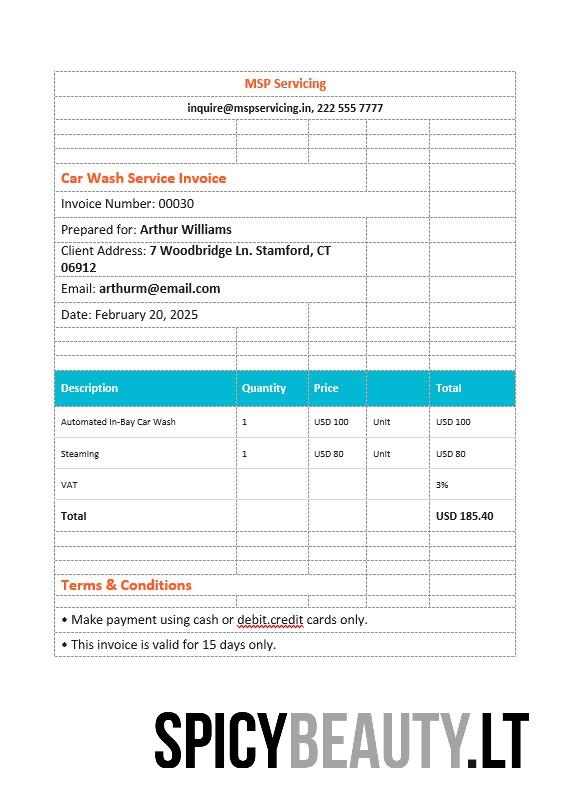 MSP Servicing
inquire@mspservicing.in, 222 555 7777
Car Wash Service Invoice
Invoice Number: 00030
Prepared for: Arthur Williams
Client Address: 7 Woodbridge Ln. Stamford, CT
06912
Email: arthurm@email.com
Date: February 20, 2025
Description Quantity Price Total
Automated In-Bay Car Wash 1 USD 100 Unit USD 100
Steaming 1 USD 80 Unit USD 80
VAT 3%
Total USD 185.40
Terms & Conditions
• Make payment using cash or debit.credit cards only.
• This invoice is valid for 15 days only.
SPICYBEAUTY.LT